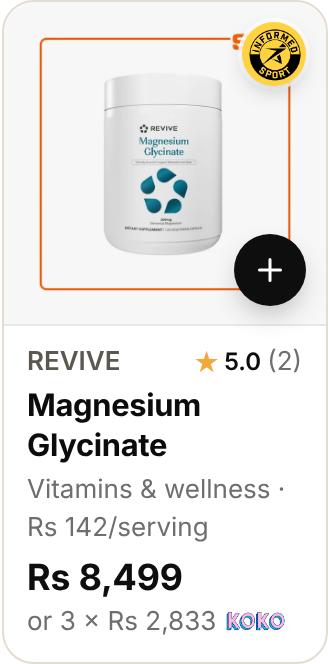 INFORMED
SPORT
REVIVE
Magnesium
Glycinate
REVIVE
★ 5.0 (2)
Magnesium
Glycinate
Vitamins & wellness ·
Rs 142/serving
Rs 8,499
or 3 × Rs 2,833 KOKO